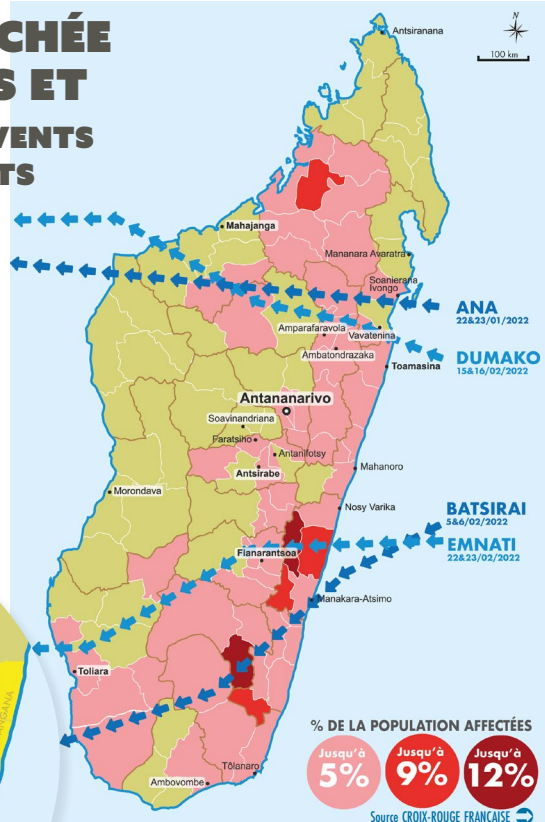 CHÉE
S ET
VENTS
TS
N
100 km
Antsiranana
Mahajanga
Mananara Avaratra
Soanierana
Ivongo
ANA
22&23/01/2022
Amparafaravola
Vavatenina
DUMAKO
15&16/02/2022
Ambatondrazaka
Toamasina
Antananarivo
Soavinandriana
Faratsiho
Antanifotsy
Antsirabe
Mahanoro
Morondava
Nosy Varika
BATSIRAI
5&6/02/2022
EMNATI
22&23/02/2022
Fianarantsoa
Manakara-Atsimo
Toliara
ANGANA
Tôlanaro
Ambovombe
% DE LA POPULATION AFFECTÉES
Jusqu'à
5%
Jusqu'à
9%
Jusqu'à
12%
Source CROIX-ROUGE FRANÇAISE